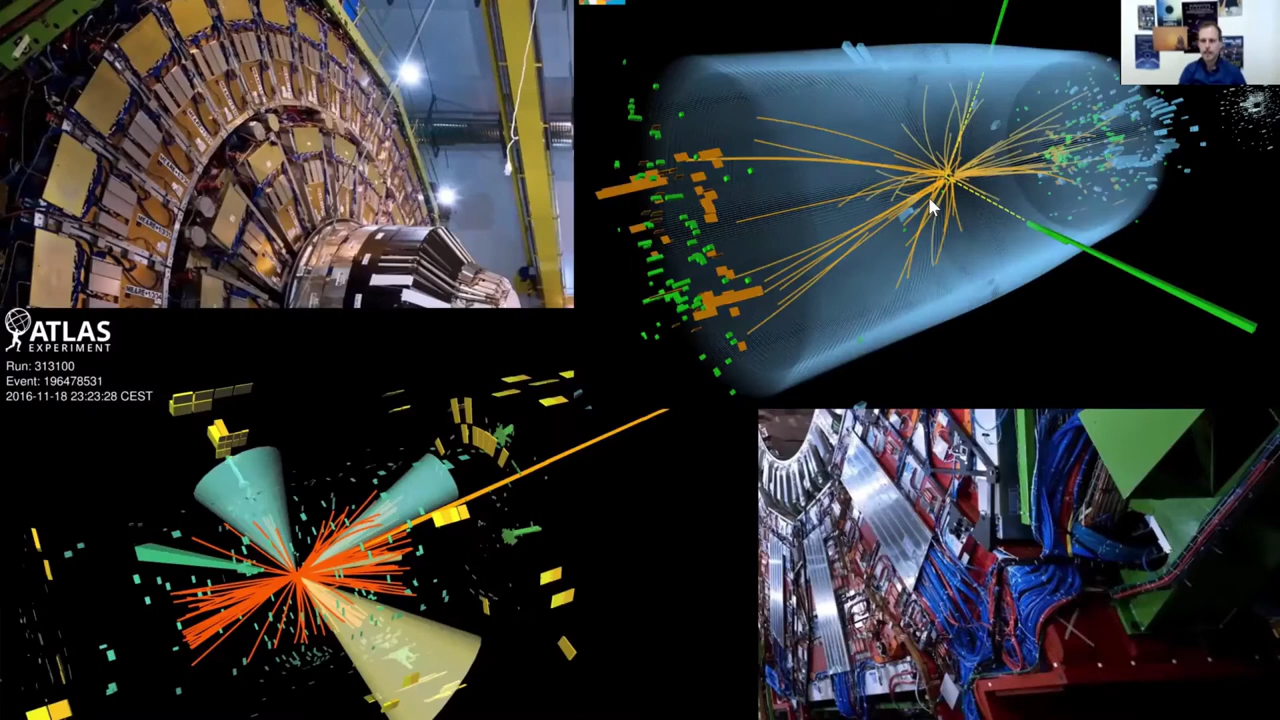 ATLAS
EXPERIMENT
Run: 313100
Event: 196478531
2016-11-18 23:23:28 CEST